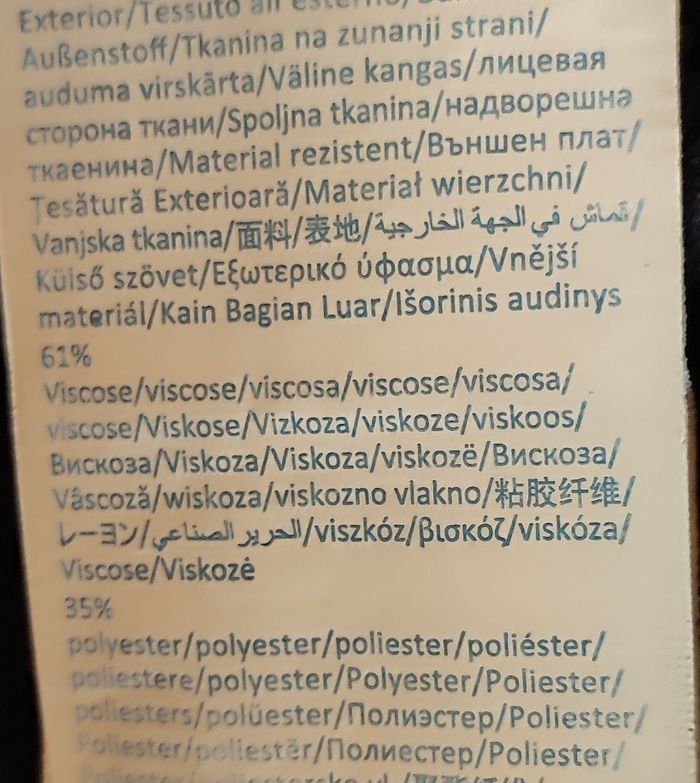 Exterior/Tessuto all'esterno/
Außenstoff/Tkanina na zunanji strani/
auduma virskārta/Väline kangas/лицевая
сторона ткани/Spoljna tkanina/надворешна
ткаенина/Material rezistent/Външен плат/
Ţesătură Exterioară/Materiał wierzchni/
Vanjska tkanina/面料/表地/قماش في الجهة الخارجية/
Külső szövet/Εξωτερικό ύφασμα/Vnější
materiál/Kain Bagian Luar/Išorinis audinys
61%
Viscose/viscose/viscosa/viscose/viscosa/
viscose/Viskose/Vizkoza/viskoze/viskoos/
Вискоза/Viskoza/Viskoza/viskozë/Вискоза/
Vâscoză/wiskoza/viskozno vlakno/粘胶纤维/
レーヨン/الحرير الصناعي/viszkóz/βισκόζ/viskóza/
Viscose/Viskozė
35%
polyester/polyester/poliester/poliéster/
poliestere/polyester/Polyester/Poliester/
poliesters/polüester/Полиэстер/Poliester/
Poliester/poliestër/Полиестер/Poliester/